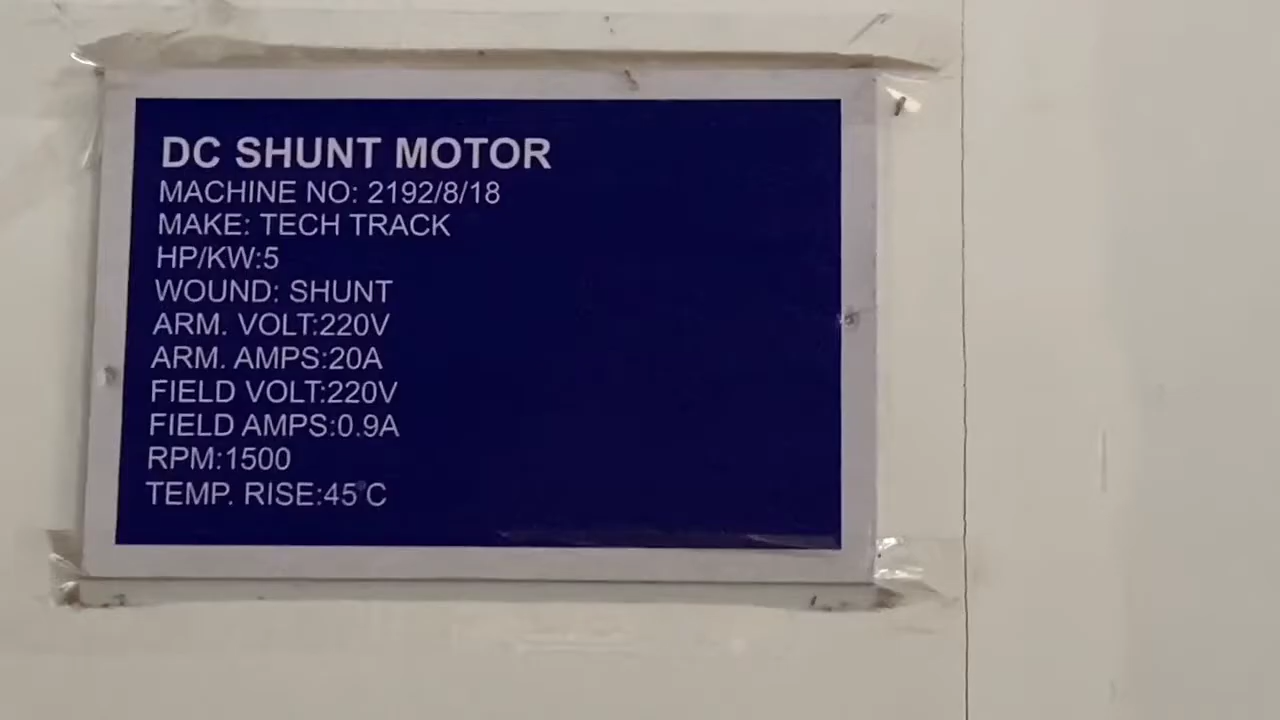 DC SHUNT MOTOR
MACHINE NO: 2192/8/18
MAKE: TECH TRACK
HP/KW:5
WOUND: SHUNT
ARM. VOLT:220V
ARM. AMPS:20A
FIELD VOLT:220V
FIELD AMPS:0.9A
RPM:1500
TEMP. RISE:45°C